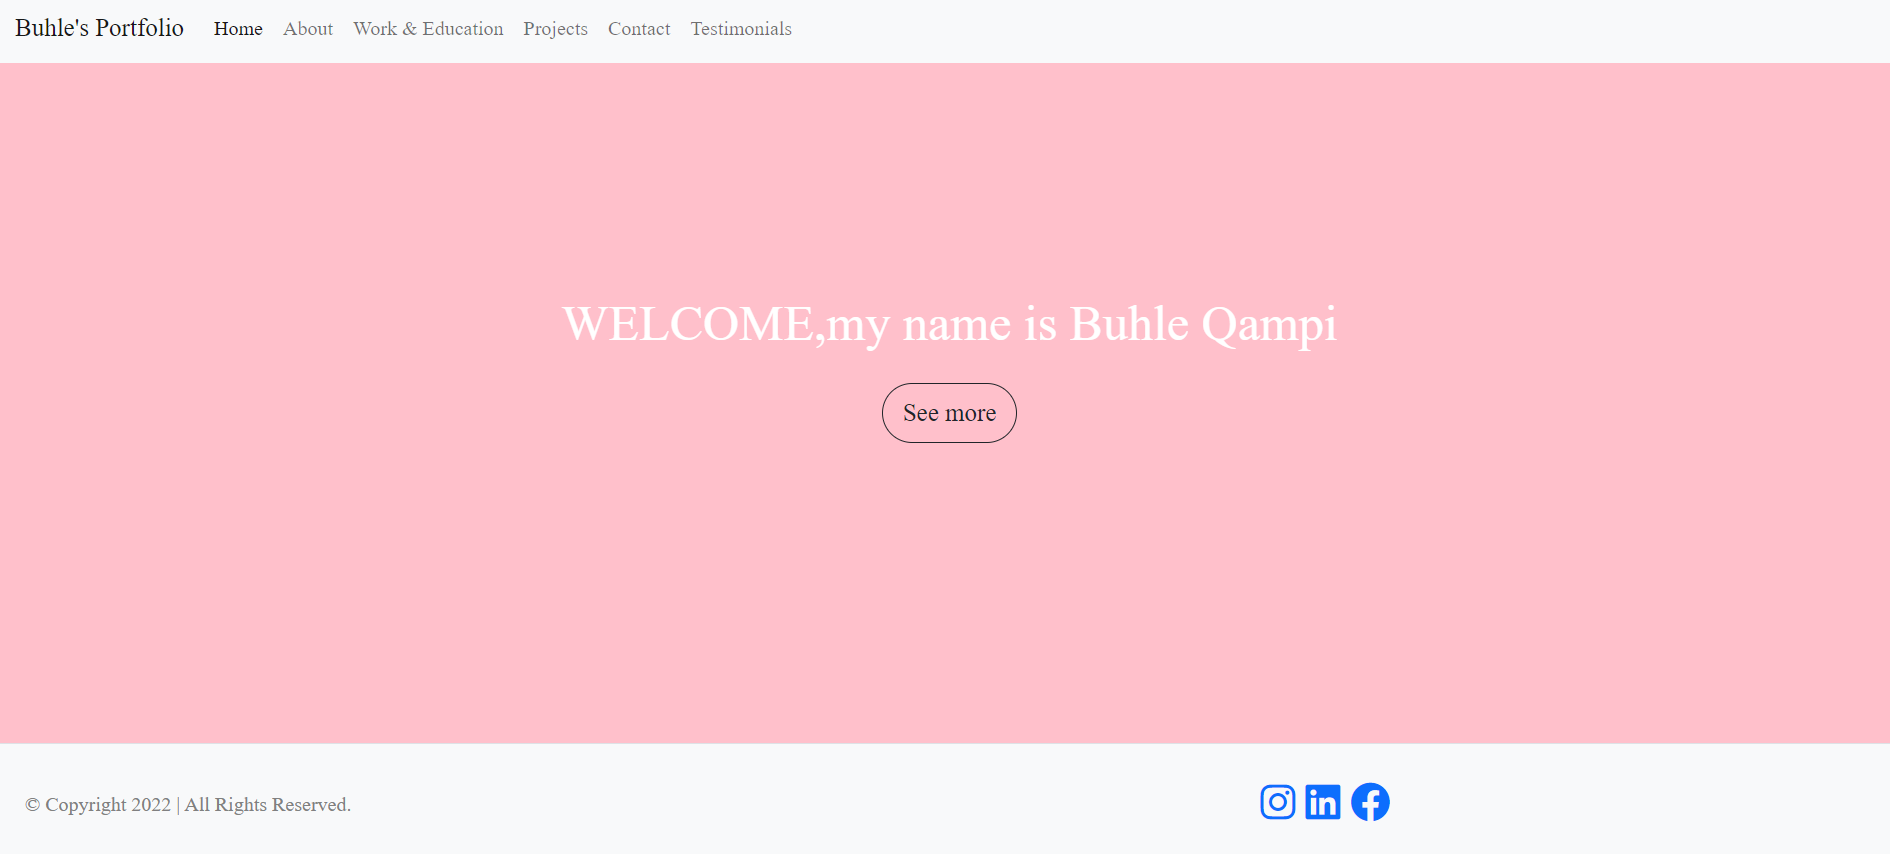 Buhle's Portfolio Home About Work & Education Projects Contact Testimonials
WELCOME,my name is Buhle Qampi
See more
© Copyright 2022 | All Rights Reserved.